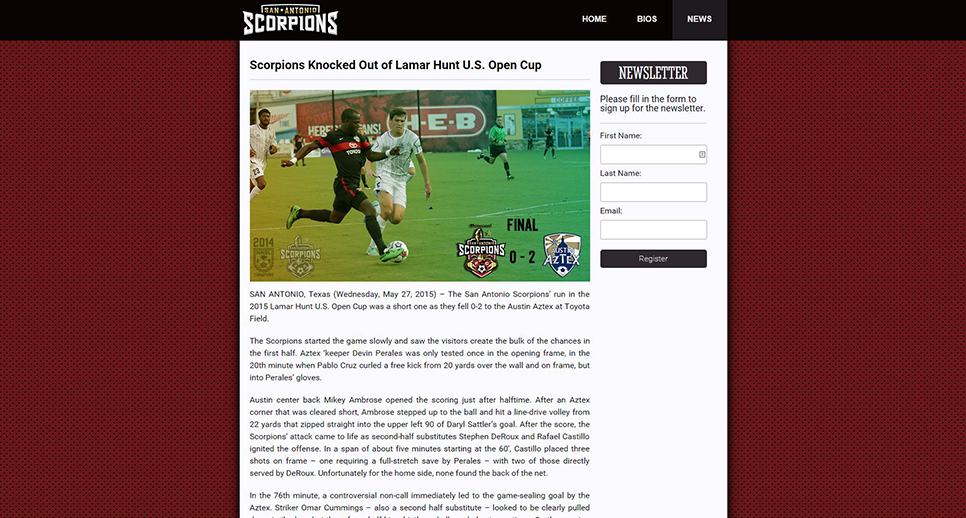 SAN ANTONIO
SCORPIONS
HOME
BIOS
NEWS
Scorpions Knocked Out of Lamar Hunt U.S. Open Cup
COFFEE
H-E-B
TOYOTA
23
FINAL
2014
SAN ANTONIO
SCORPIONS
SCORPIONS
0 - 2
AZTEX
SAN ANTONIO, Texas (Wednesday, May 27, 2015) – The San Antonio Scorpions' run in the
2015 Lamar Hunt U.S. Open Cup was a short one as they fell 0-2 to the Austin Aztex at Toyota
Field.
The Scorpions started the game slowly and saw the visitors create the bulk of the chances in
the first half. Aztex 'keeper Devin Perales was only tested once in the opening frame, in the
20th minute when Pablo Cruz curled a free kick from 20 yards over the wall and on frame, but
into Perales' gloves.
Austin center back Mikey Ambrose opened the scoring just after halftime. After an Aztex
corner that was cleared short, Ambrose stepped up to the ball and hit a line-drive volley from
22 yards that zipped straight into the upper left 90 of Daryl Sattler's goal. After the score, the
Scorpions' attack came to life as second-half substitutes Stephen DeRoux and Rafael Castillo
ignited the offense. In a span of about five minutes starting at the 60', Castillo placed three
shots on frame – one requiring a full-stretch save by Perales – with two of those directly
served by DeRoux. Unfortunately for the home side, none found the back of the net.
In the 76th minute, a controversial non-call immediately led to the game-sealing goal by the
Aztex. Striker Omar Cummings – also a second half substitute – looked to be clearly pulled
NEWSLETTER
Please fill in the form to
sign up for the newsletter.
First Name:
Last Name:
Email:
Register